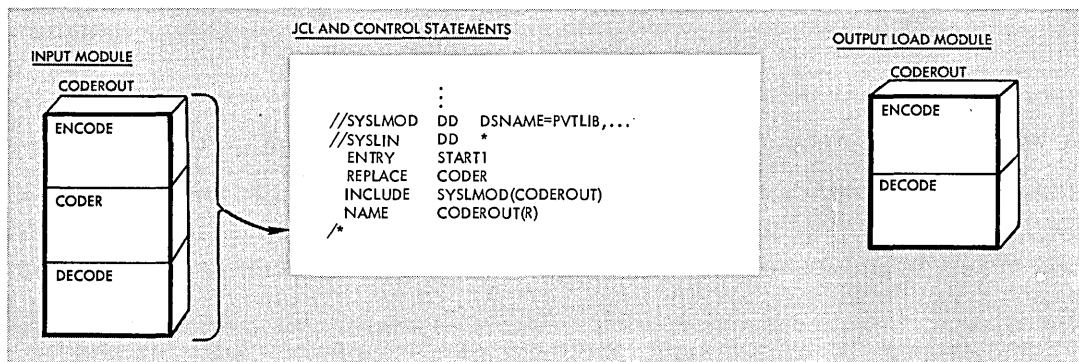 INPUT MODULE
CODEROUT
ENCODE
CODER
DECODE
JCL AND CONTROL STATEMENTS
//SYSLMOD DD DSNAME=PVTLIB,...
//SYSLIN DD *
ENTRY START1
REPLACE CODER
INCLUDE SYSLMOD(CODEROUT)
NAME CODEROUT(R)
/*
OUTPUT LOAD MODULE
CODEROUT
ENCODE
DECODE